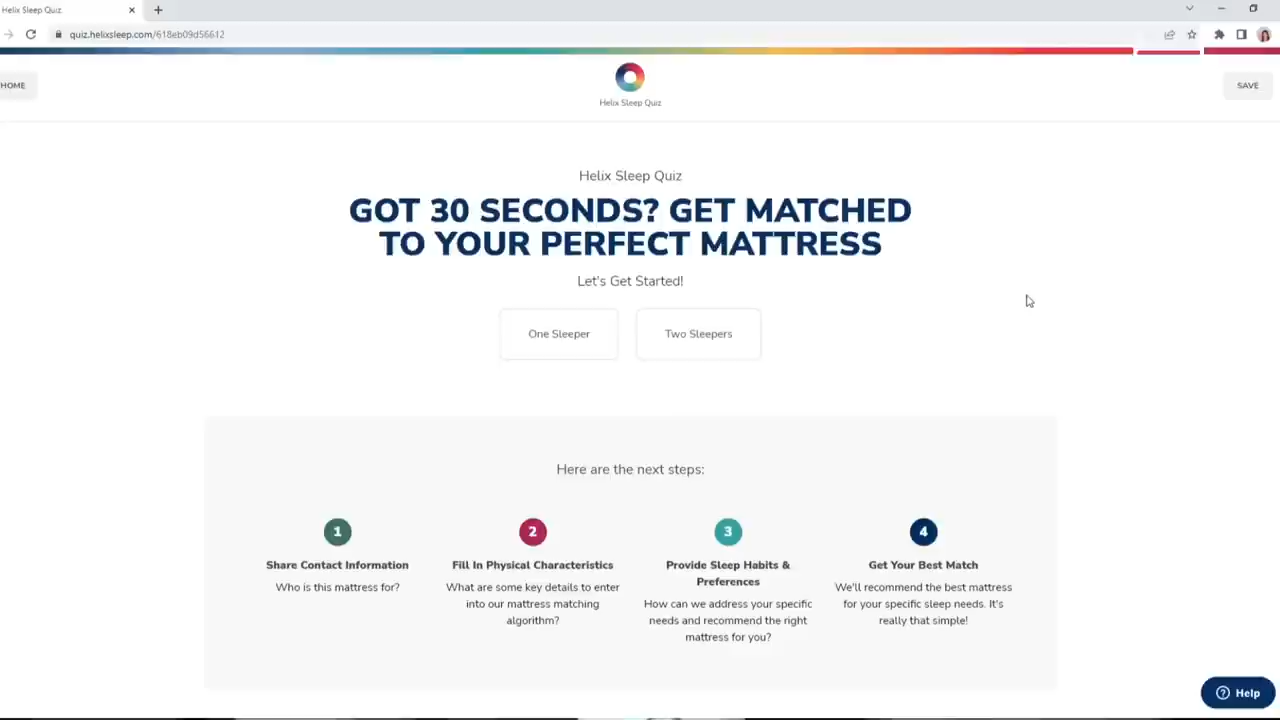 Helix Sleep Quiz
quiz.helixsleep.com/618eb09d56612
HOME
Helix Sleep Quiz
SAVE
Helix Sleep Quiz
GOT 30 SECONDS? GET MATCHED
TO YOUR PERFECT MATTRESS
Let's Get Started!
One Sleeper
Two Sleepers
Here are the next steps:
1
Share Contact Information
Who is this mattress for?
2
Fill In Physical Characteristics
What are some key details to enter
into our mattress matching
algorithm?
3
Provide Sleep Habits &
Preferences
How can we address your specific
needs and recommend the right
mattress for you?
4
Get Your Best Match
We'll recommend the best mattress
for your specific sleep needs. It's
really that simple!
Help